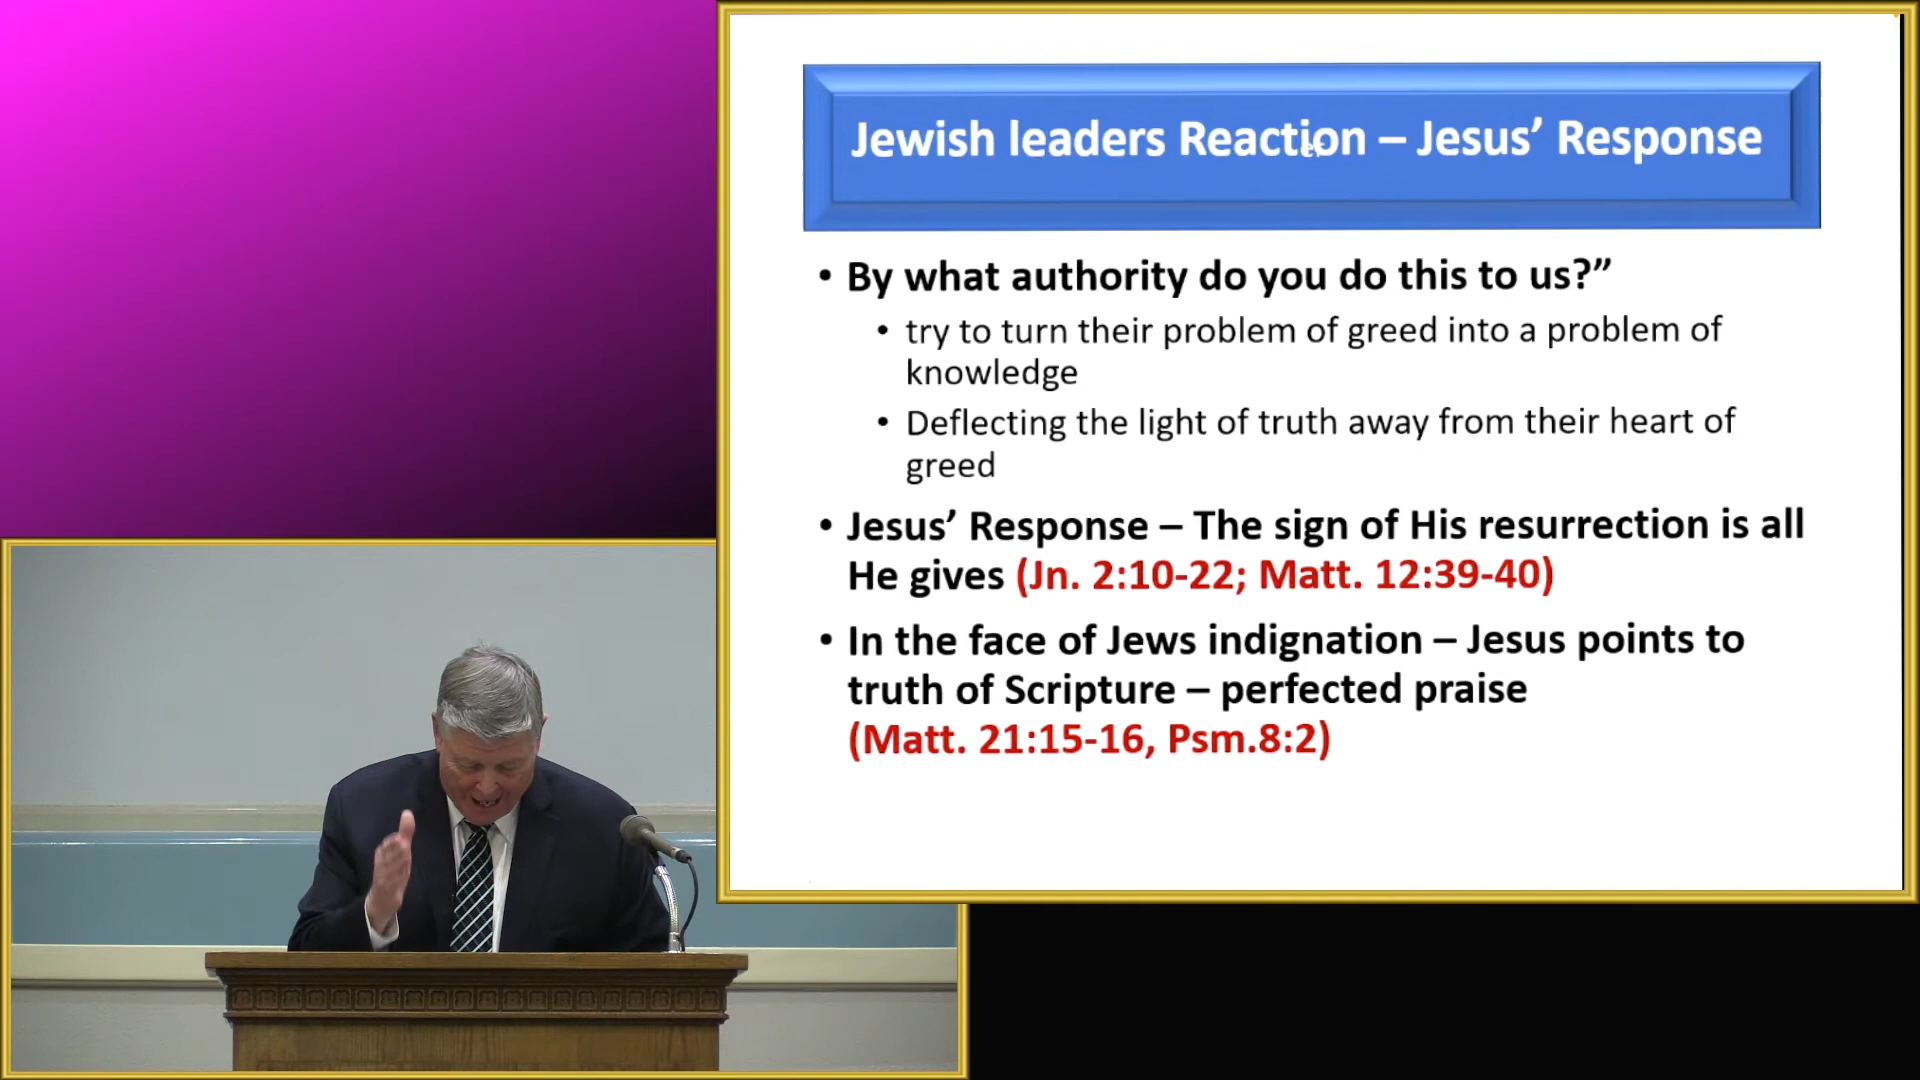 Jewish leaders Reaction – Jesus’ Response
er
• By what authority do you do this to us?”
• try to turn their problem of greed into a problem of
knowledge
• Deflecting the light of truth away from their heart of
greed
• Jesus’ Response – The sign of His resurrection is all
He gives (Jn. 2:10-22; Matt. 12:39-40)
• In the face of Jews indignation – Jesus points to
truth of Scripture – perfected praise
(Matt. 21:15-16, Psm.8:2)